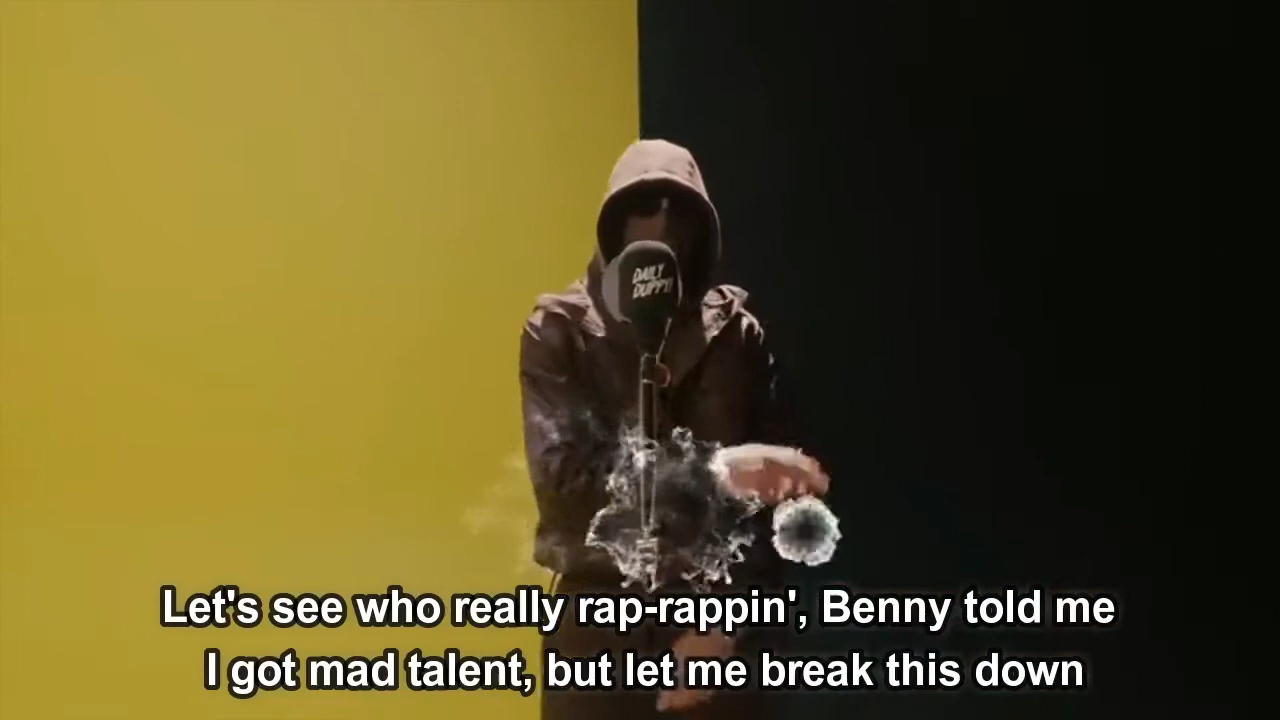 DAILY
DUPPY!
Let's see who really rap-rappin', Benny told me
I got mad talent, but let me break this down